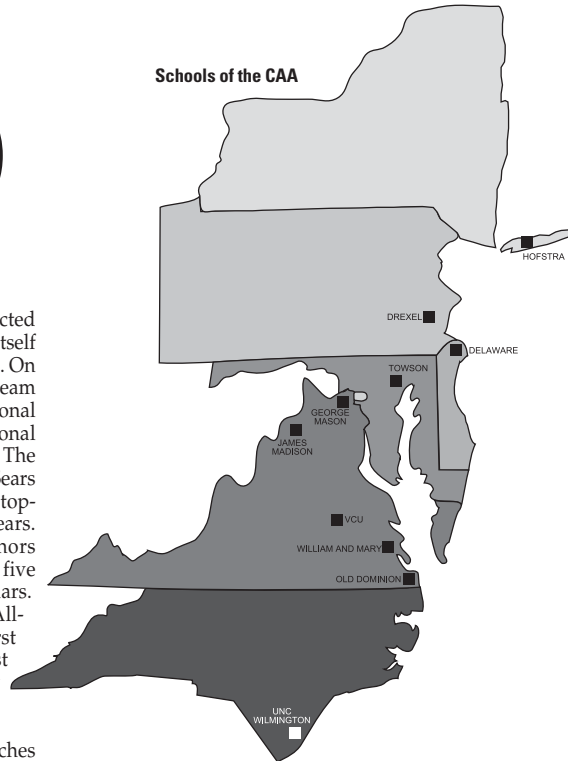 Schools of the CAA
HOFSTRA
DREXEL
DELAWARE
TOWSON
GEORGE
MASON
JAMES
MADISON
VCU
WILLIAM AND MARY
OLD DOMINION
UNC
WILMINGTON
cted
tself
. On
eam
onal
onal
The
ears
top-
ears.
nors
five
ars.
All-
rst
st
ches